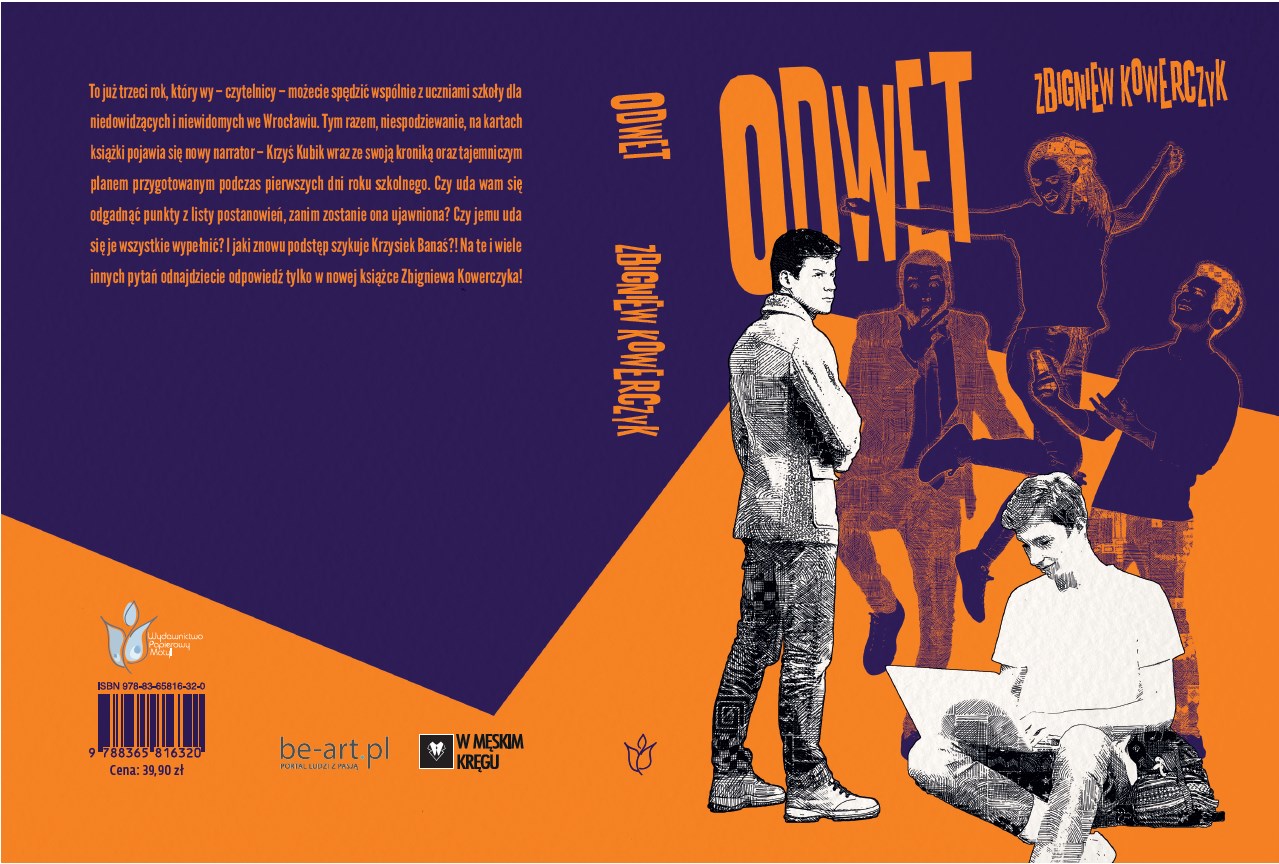 To już trzeci rok, który wy – czytelnicy – możecie spędzić wspólnie z uczniami szkoły dla
niedowidzących i niewidomych we Wrocławiu. Tym razem, niespodziewanie, na kartach
książki pojawia się nowy narrator – Krzyś Kubik wraz ze swoją kroniką oraz tajemniczym
planem przygotowanym podczas pierwszych dni roku szkolnego. Czy uda wam się
odgadnąć punkty z listy postanowień, zanim zostanie ona ujawniona? Czy jemu uda
się je wszystkie wypełnić? I jaki znowu podstęp szykuje Krzysiek Banaś?! Na te i wiele
innych pytań odnajdziecie odpowiedź tylko w nowej książce Zbigniewa Kowerczyka!
Wydawnictwo
Papierowy
Motyl
ISBN 978-83-65816-32-0
9 788365 816320
Cena: 39,90 zł
be-art pl
PORTAL LUDZI Z PASJĄ
W MĘSKIM
KRĘGU
ODWET
ZBIGNIEW KOWERCZYK
ODWET
ZBIGNIEW KOWERCZYK